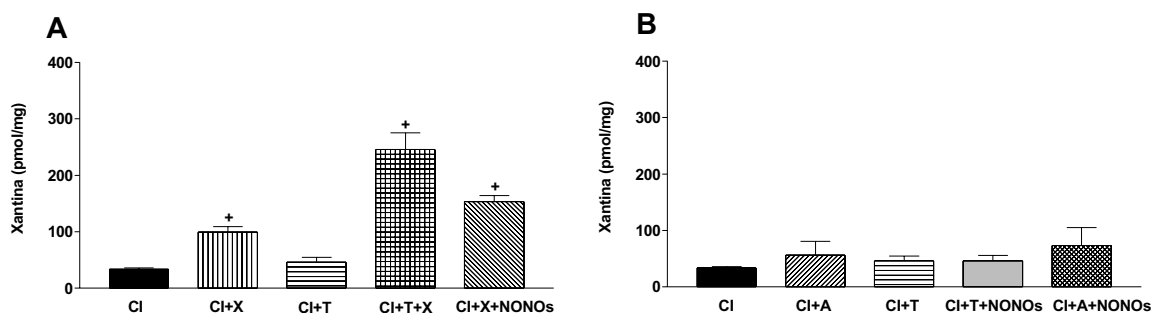 A
Xantina (pmol/mg)
400
300
200
100
0
+
+
+
CI
CI+X
CI+T
CI+T+X
CI+X+NONOs
B
Xantina (pmol/mg)
400
300
200
100
0
CI
CI+A
CI+T
CI+T+NONOs
CI+A+NONOs